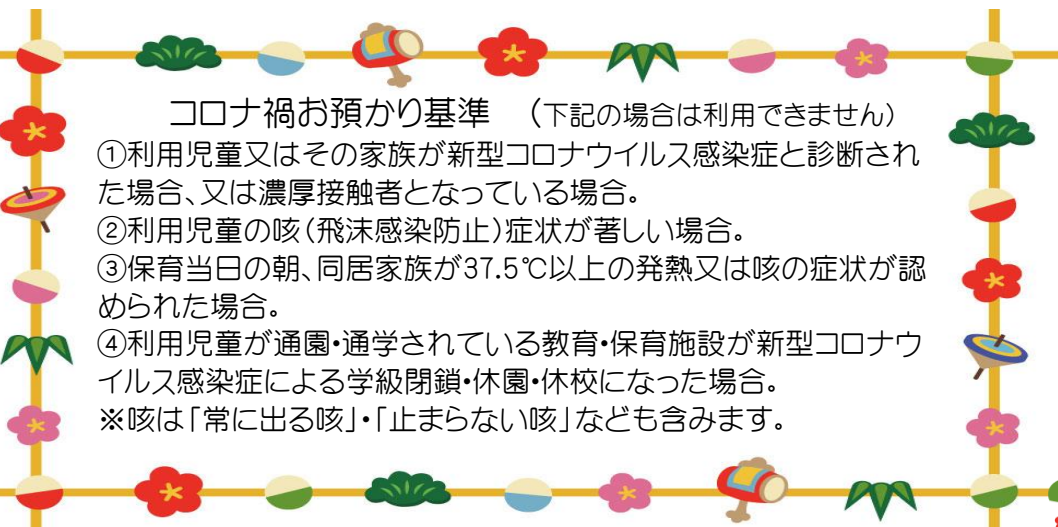 コロナ禍お預かり基準　（下記の場合は利用できません）
①利用児童又はその家族が新型コロナウイルス感染症と診断され
た場合、又は濃厚接触者となっている場合。
②利用児童の咳（飛沫感染防止）症状が著しい場合。
③保育当日の朝、同居家族が37.5℃以上の発熱又は咳の症状が認
められた場合。
④利用児童が通園・通学されている教育・保育施設が新型コロナウ
イルス感染症による学級閉鎖・休園・休校になった場合。
※咳は「常に出る咳」・「止まらない咳」なども含みます。